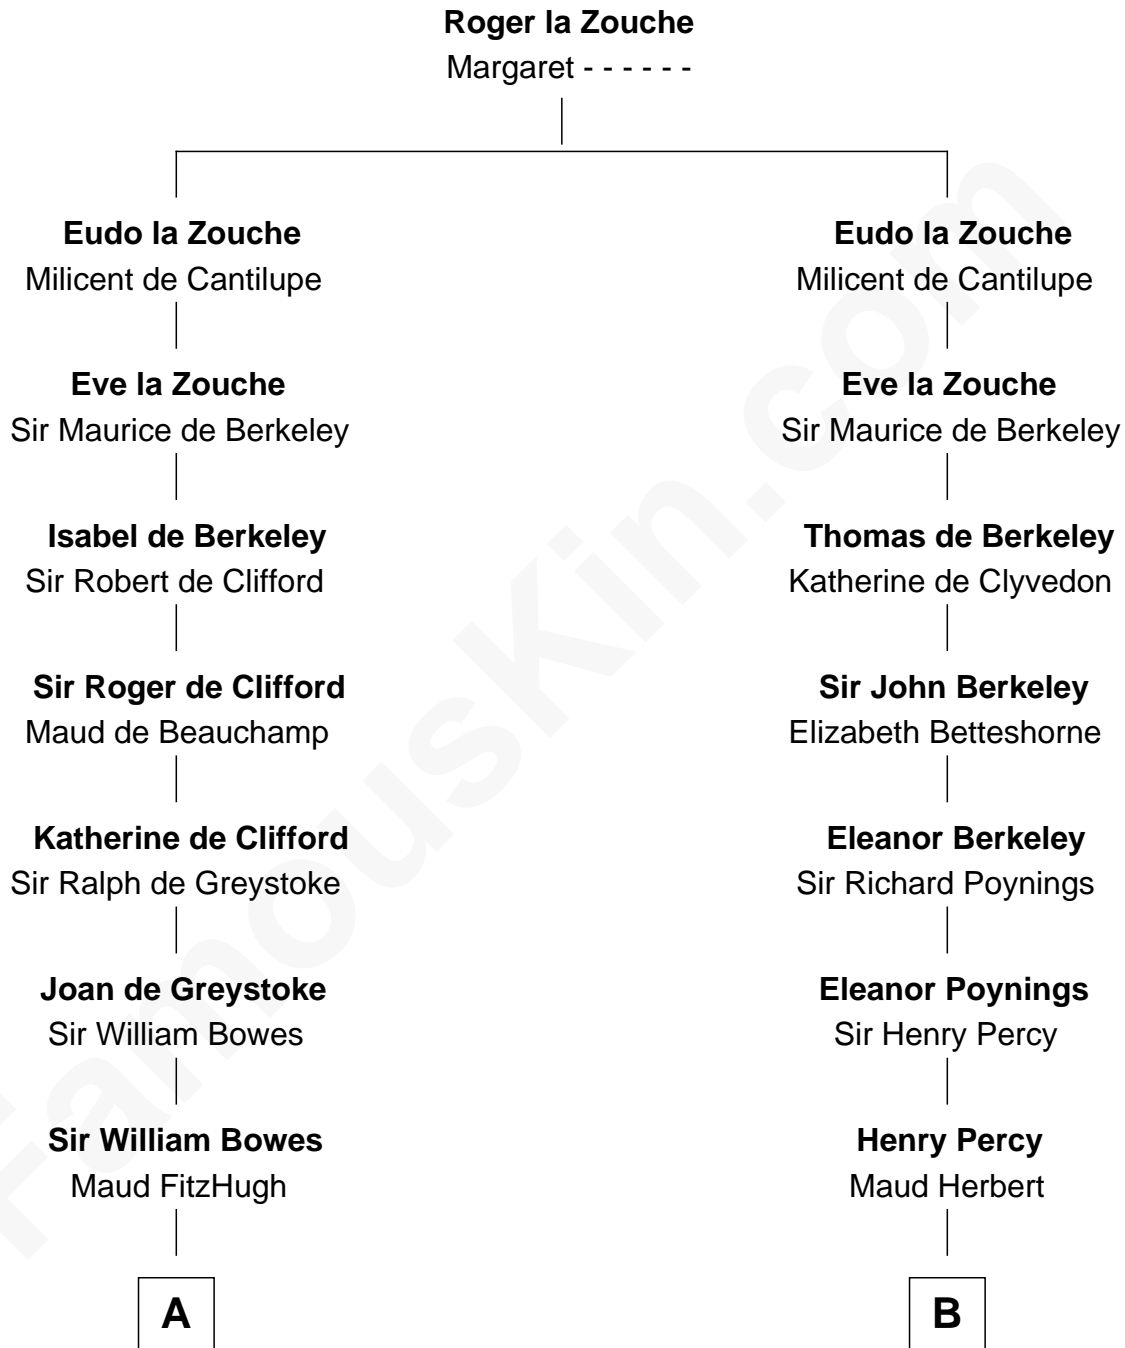 Roger la Zouche
Margaret - - - - - -
Eudo la Zouche
Milicent de Cantilupe
Eve la Zouche
Sir Maurice de Berkeley
Isabel de Berkeley
Sir Robert de Clifford
Sir Roger de Clifford
Maud de Beauchamp
Katherine de Clifford
Sir Ralph de Greystoke
Joan de Greystoke
Sir William Bowes
Sir William Bowes
Maud FitzHugh
A
Eudo la Zouche
Milicent de Cantilupe
Eve la Zouche
Sir Maurice de Berkeley
Thomas de Berkeley
Katherine de Clyvedon
Sir John Berkeley
Elizabeth Betteshorne
Eleanor Berkeley
Sir Richard Poynings
Eleanor Poynings
Sir Henry Percy
Henry Percy
Maud Herbert
B
FamousKin.com